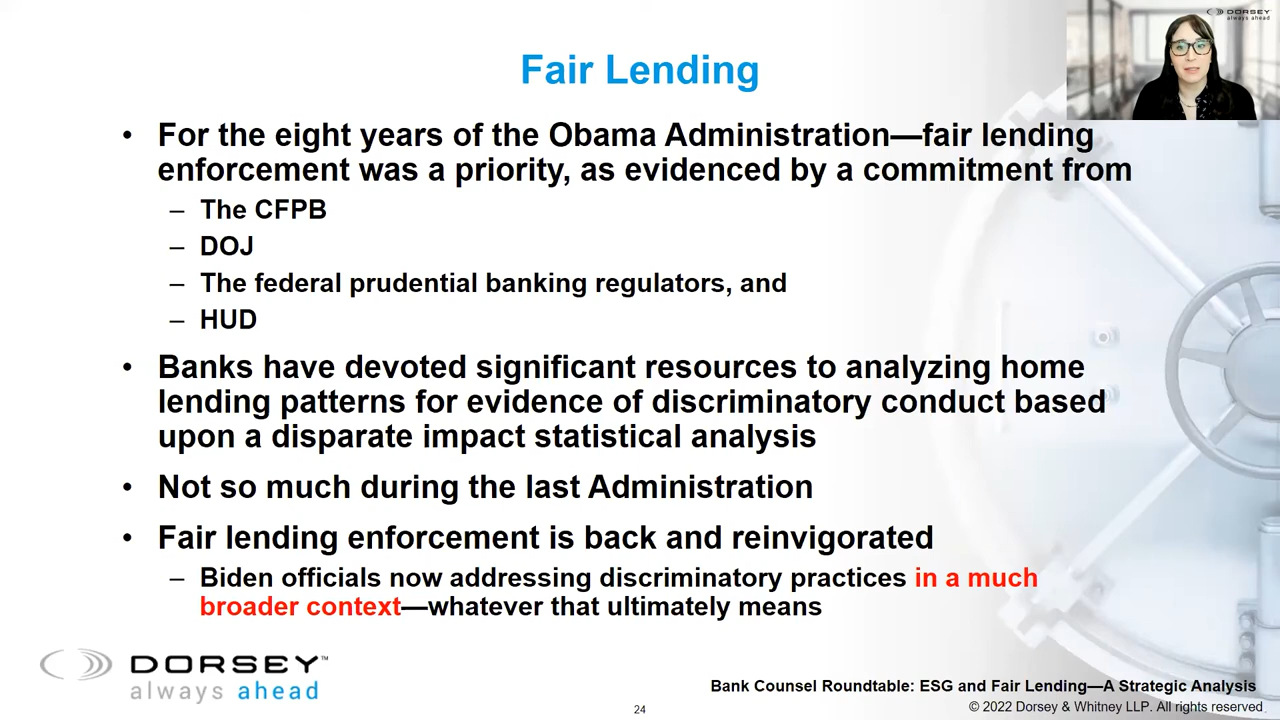 DORSEY
always ahead
Fair Lending
• For the eight years of the Obama Administration—fair lending
enforcement was a priority, as evidenced by a commitment from
– The CFPB
– DOJ
– The federal prudential banking regulators, and
– HUD
• Banks have devoted significant resources to analyzing home
lending patterns for evidence of discriminatory conduct based
upon a disparate impact statistical analysis
• Not so much during the last Administration
• Fair lending enforcement is back and reinvigorated
– Biden officials now addressing discriminatory practices in a much
broader context—whatever that ultimately means
DORSEY™
always ahead
Bank Counsel Roundtable: ESG and Fair Lending—A Strategic Analysis
24
© 2022 Dorsey & Whitney LLP. All rights reserved.